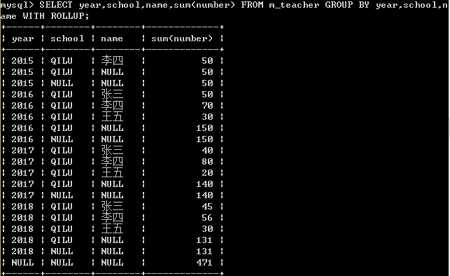 mysql> SELECT year,school,name,sum(number) FROM m_teacher GROUP BY year,school,n
ame WITH ROLLUP;
+------+--------+------+-------------+
| year | school | name | sum(number) |
+------+--------+------+-------------+
| 2015 | QILU | 李四 | 50 |
| 2015 | QILU | NULL | 50 |
| 2015 | NULL | NULL | 50 |
| 2016 | QILU | 张三 | 50 |
| 2016 | QILU | 李四 | 70 |
| 2016 | QILU | 王五 | 30 |
| 2016 | QILU | NULL | 150 |
| 2016 | NULL | NULL | 150 |
| 2017 | QILU | 张三 | 40 |
| 2017 | QILU | 李四 | 80 |
| 2017 | QILU | 王五 | 20 |
| 2017 | QILU | NULL | 140 |
| 2017 | NULL | NULL | 140 |
| 2018 | QILU | 张三 | 45 |
| 2018 | QILU | 李四 | 56 |
| 2018 | QILU | 王五 | 30 |
| 2018 | QILU | NULL | 131 |
| 2018 | NULL | NULL | 131 |
| NULL | NULL | NULL | 471 |
+------+--------+------+-------------+